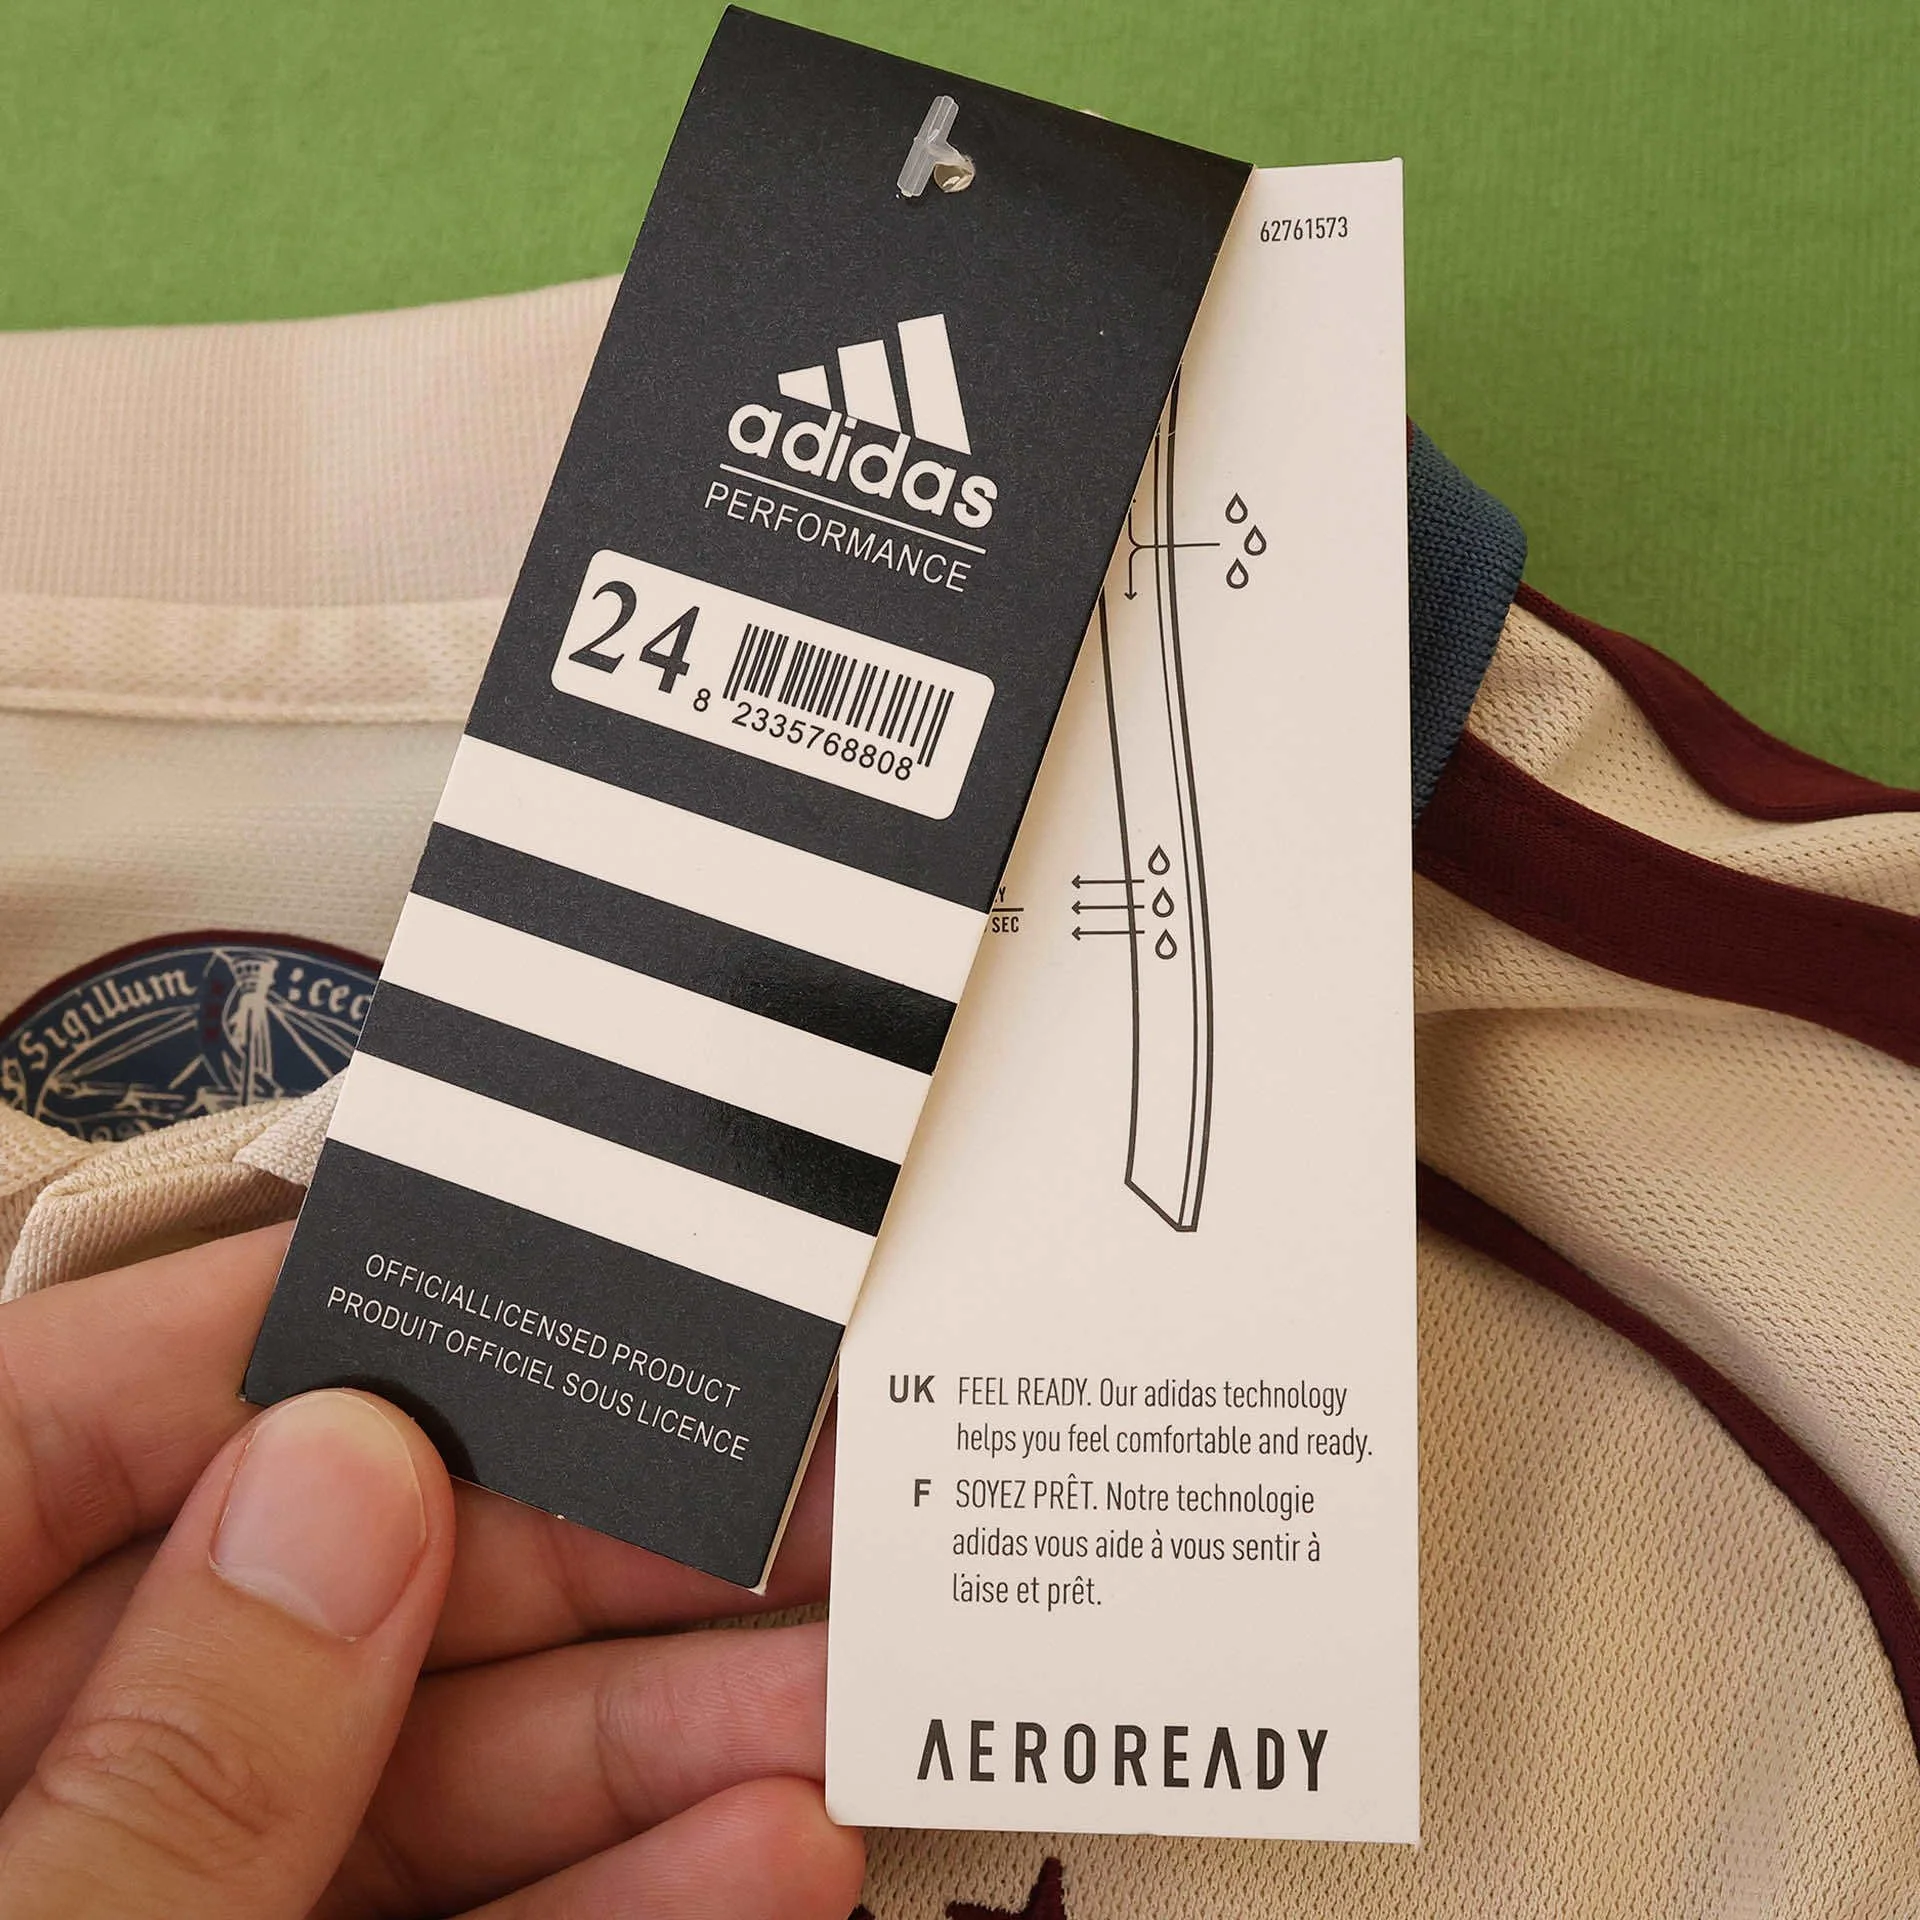 adidas
PERFORMANCE
24
8 2335768808
OFFICIALLICENSED PRODUCT
PRODUIT OFFICIEL SOUS LICENCE
62761573
SEC
UK FEEL READY. Our adidas technology
helps you feel comfortable and ready.
F SOYEZ PRÊT. Notre technologie
adidas vous aide à vous sentir à
l'aise et prêt.
AEROREADY
Sigillum